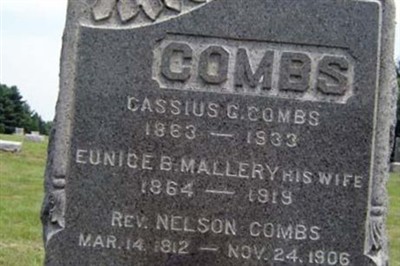 COMBS
CASSIUS C. COMBS
1863 — 1933
EUNICE B. MALLERY HIS WIFE
1864 — 1919
REV. NELSON COMBS
MAR. 14. 1812 — NOV. 24. 1906